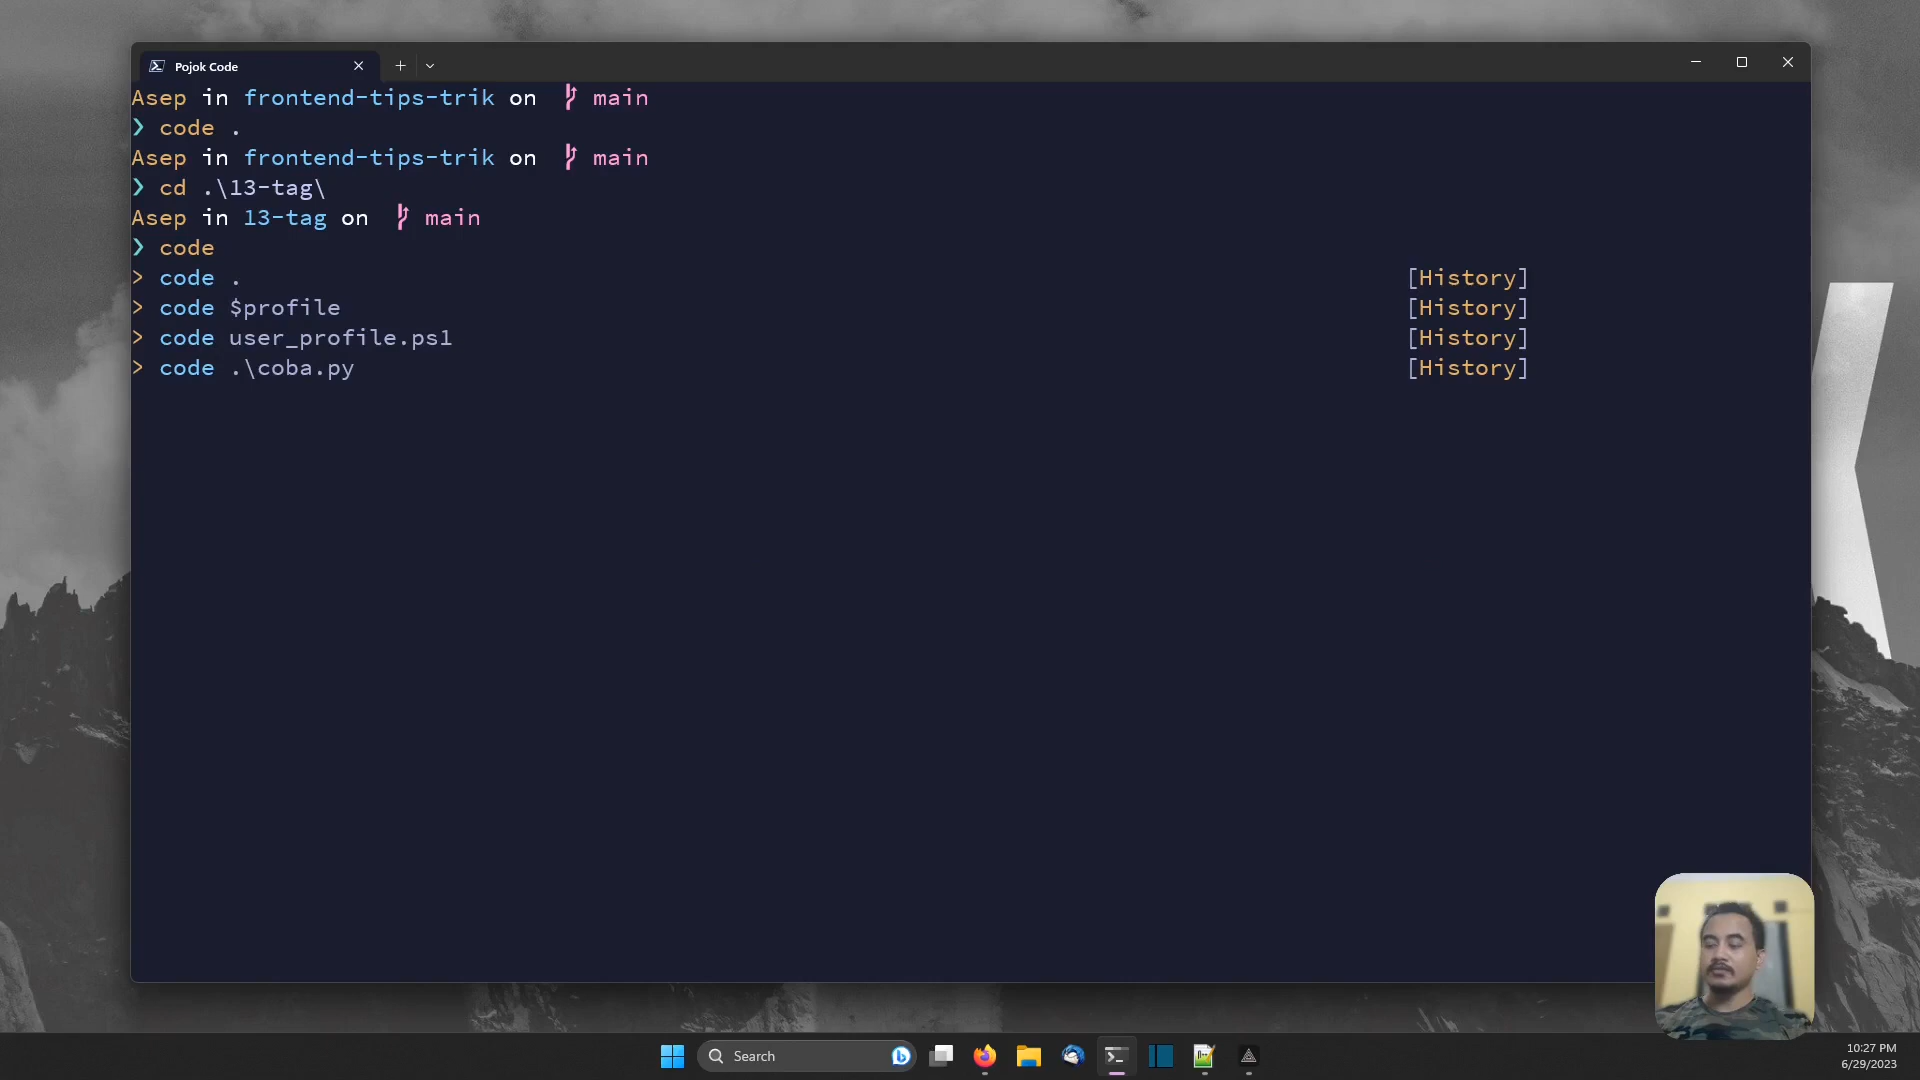 Pojok Code
Asep in frontend-tips-trik on main
❯ code .
Asep in frontend-tips-trik on main
❯ cd .\13-tag\
Asep in 13-tag on main
❯ code
> code . [History]
> code $profile [History]
> code user_profile.ps1 [History]
> code .\coba.py [History]
Search
10:27 PM
6/29/2023